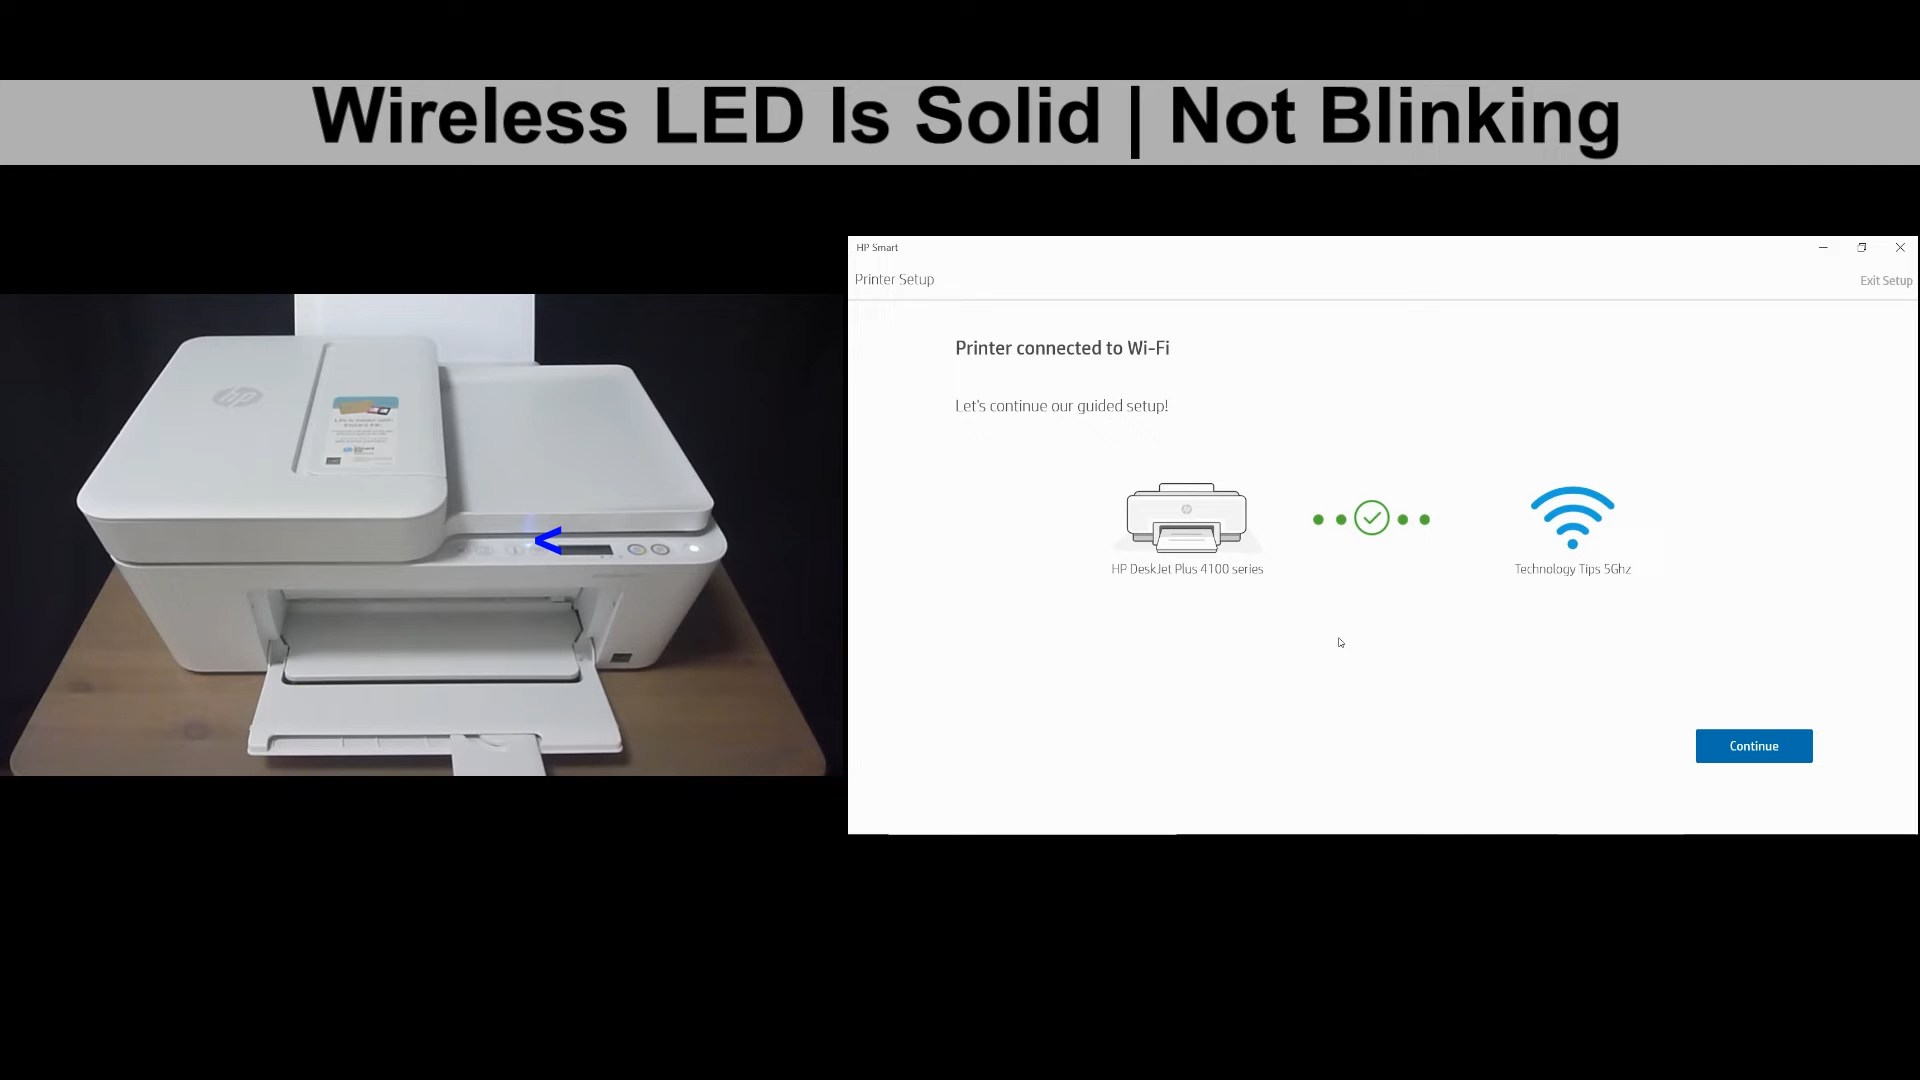 Wireless LED Is Solid | Not Blinking
HP Smart
Printer Setup
Exit Setup
Printer connected to Wi-Fi
Let's continue our guided setup!
hp
<
HP DeskJet Plus 4100 series
Technology Tips 5Ghz
Continue